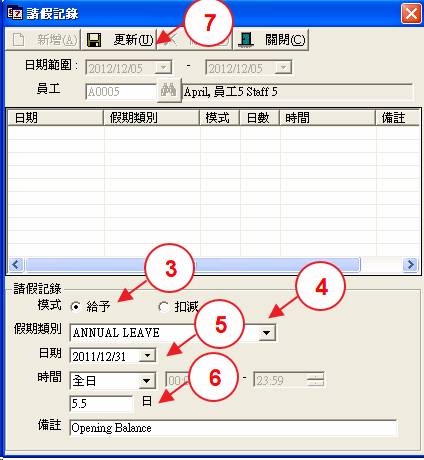 請假記錄
7
新增(A) 更新(U) 關閉(C)
日期範圍 : 2012/12/05 - 2012/12/05
員工 A0005 April, 員工5 Staff 5
日期 假期類別 模式 日數 時間 備註
請假記錄
3
模式 給予 扣減
4
假期類別 ANNUAL LEAVE
5
日期 2011/12/31
6
時間 全日 - 23:59
5.5 日
備註 Opening Balance